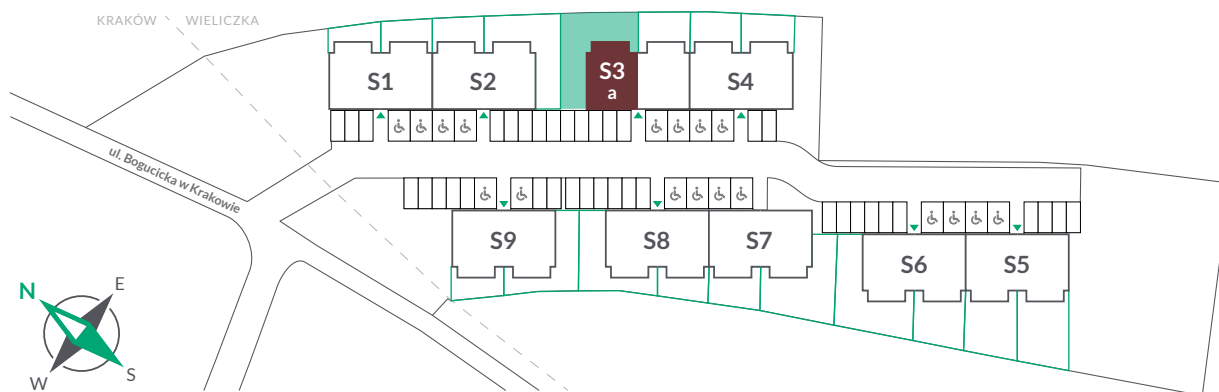 KRAKÓW
WIELICZKA
S1
S2
S3
a
S4
ul. Bogucicka w Krakowie
S9
S8
S7
S6
S5
N
E
W
S